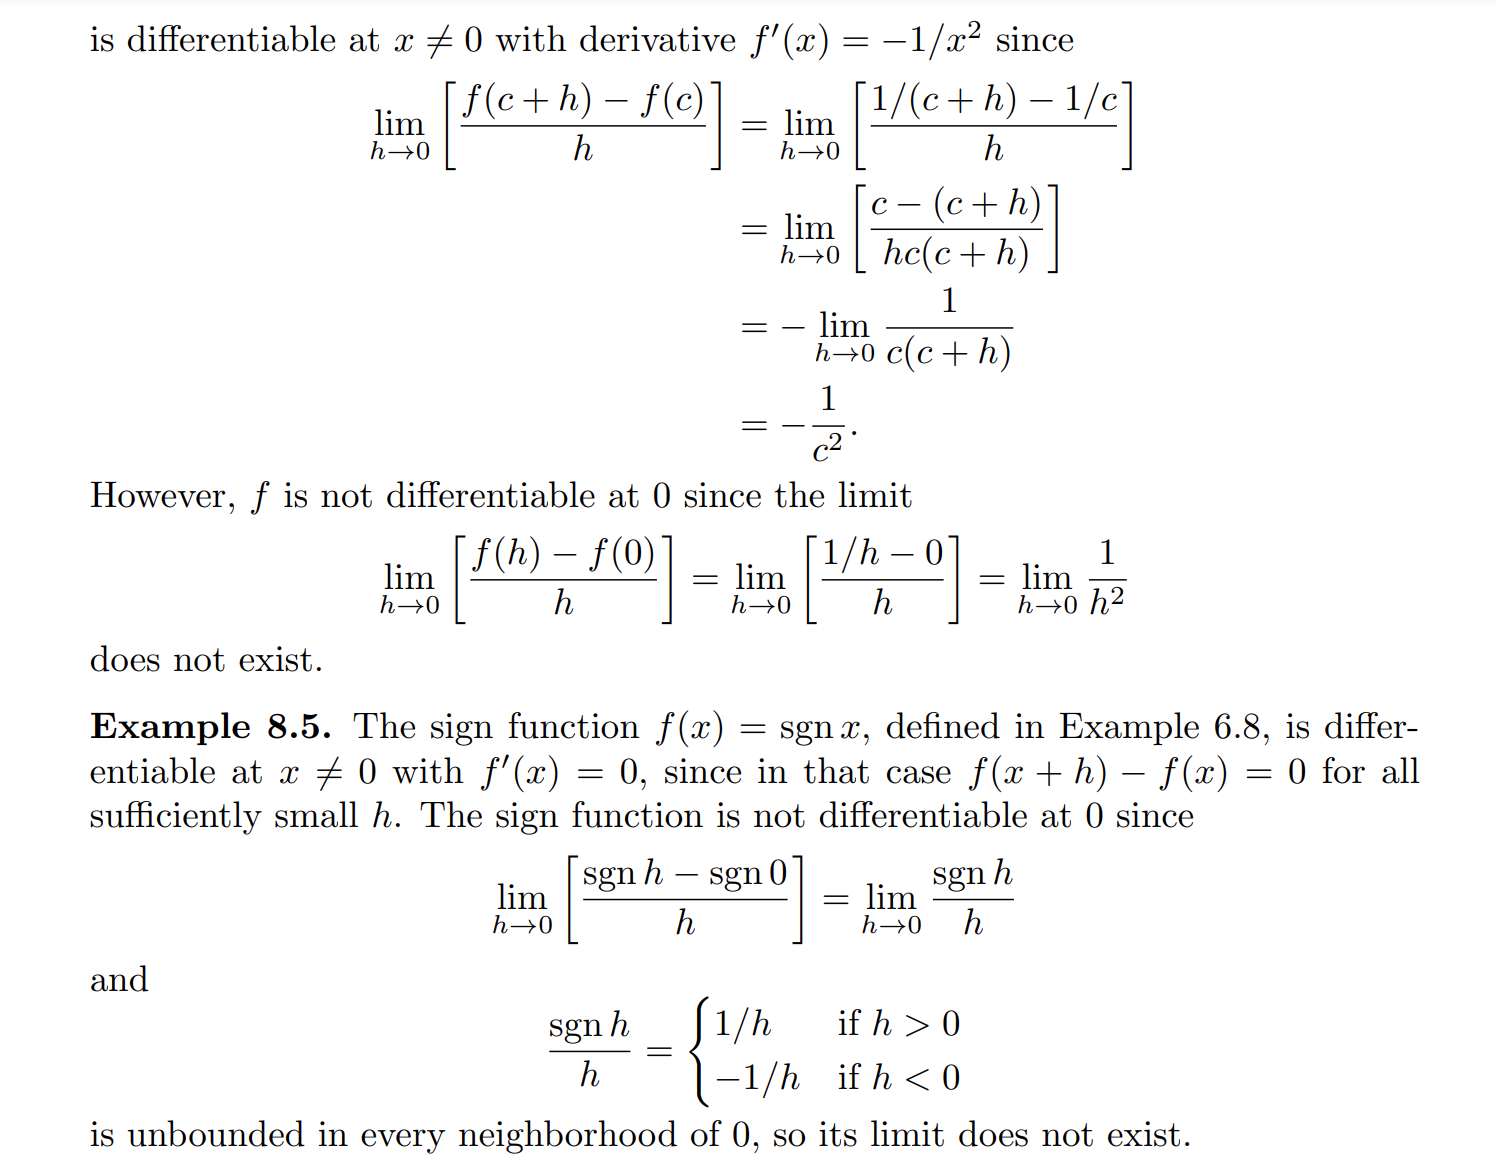 is differentiable at x ≠ 0 with derivative f′(x) = −1/x² since
lim_{h→0} [ (f(c + h) − f(c)) / h ] = lim_{h→0} [ (1/(c + h) − 1/c) / h ]
= lim_{h→0} [ (c − (c + h)) / (hc(c + h)) ]
= − lim_{h→0} 1 / (c(c + h))
= − 1/c².
However, f is not differentiable at 0 since the limit
lim_{h→0} [ (f(h) − f(0)) / h ] = lim_{h→0} [ (1/h − 0) / h ] = lim_{h→0} 1/h²
does not exist.
Example 8.5. The sign function f(x) = sgn x, defined in Example 6.8, is differ-
entiable at x ≠ 0 with f′(x) = 0, since in that case f(x + h) − f(x) = 0 for all
sufficiently small h. The sign function is not differentiable at 0 since
lim_{h→0} [ (sgn h − sgn 0) / h ] = lim_{h→0} (sgn h) / h
and
(sgn h) / h = { 1/h if h > 0
−1/h if h < 0
is unbounded in every neighborhood of 0, so its limit does not exist.